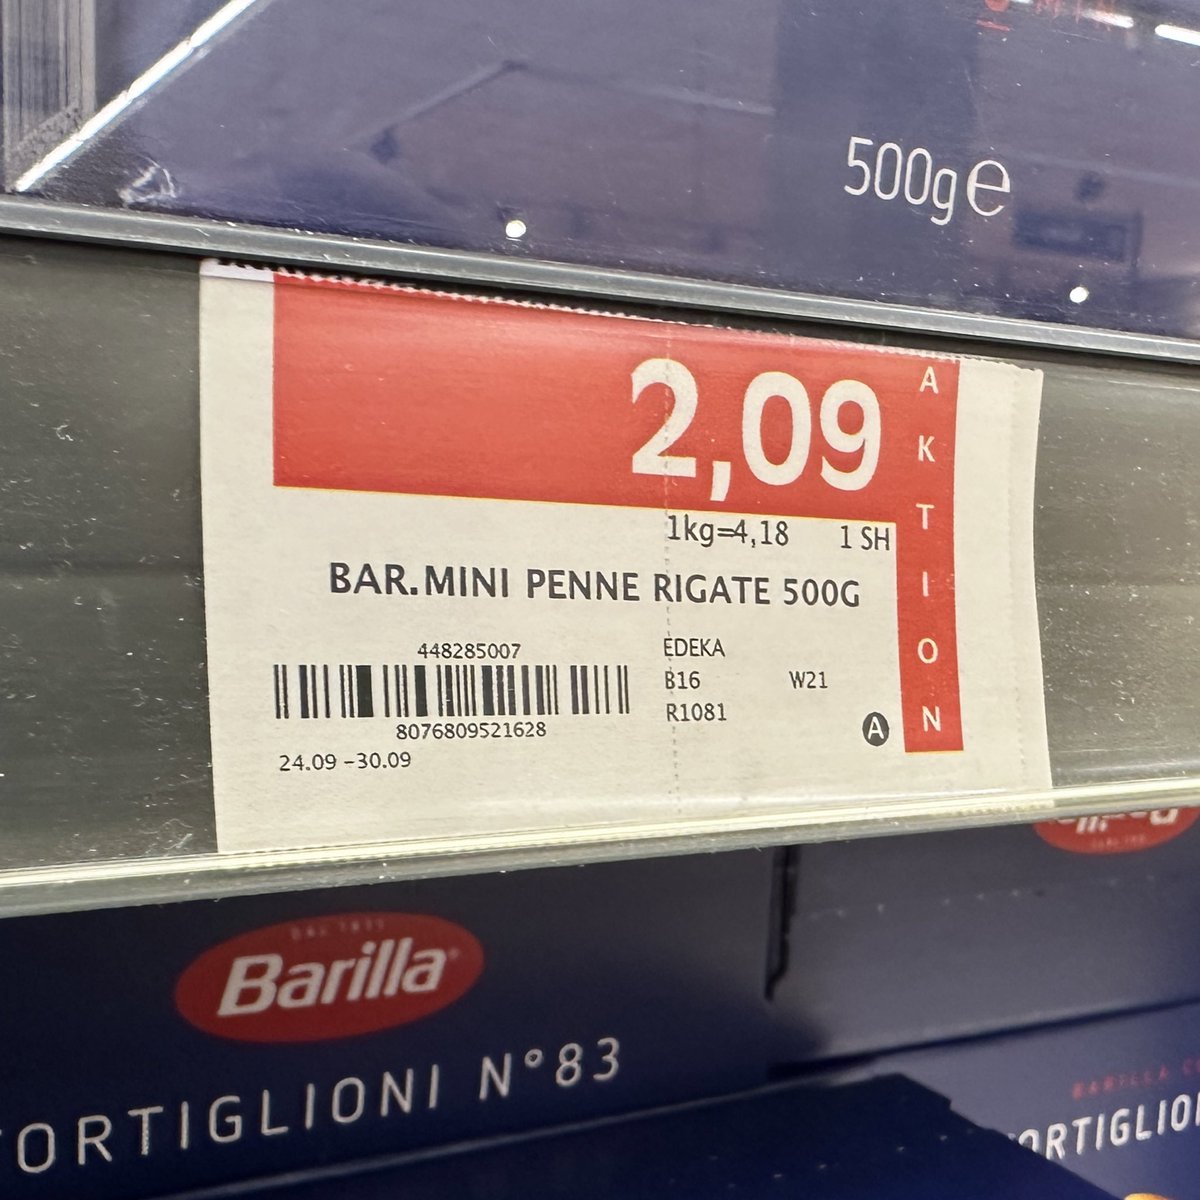 500g e
2,09
AKTION
1kg=4,18 1 SH
BAR.MINI PENNE RIGATE 500G
448285007
EDEKA
B16 W21
8076809521628
R1081
A
24.09 -30.09
Barilla
TORTIGLIONI N°83